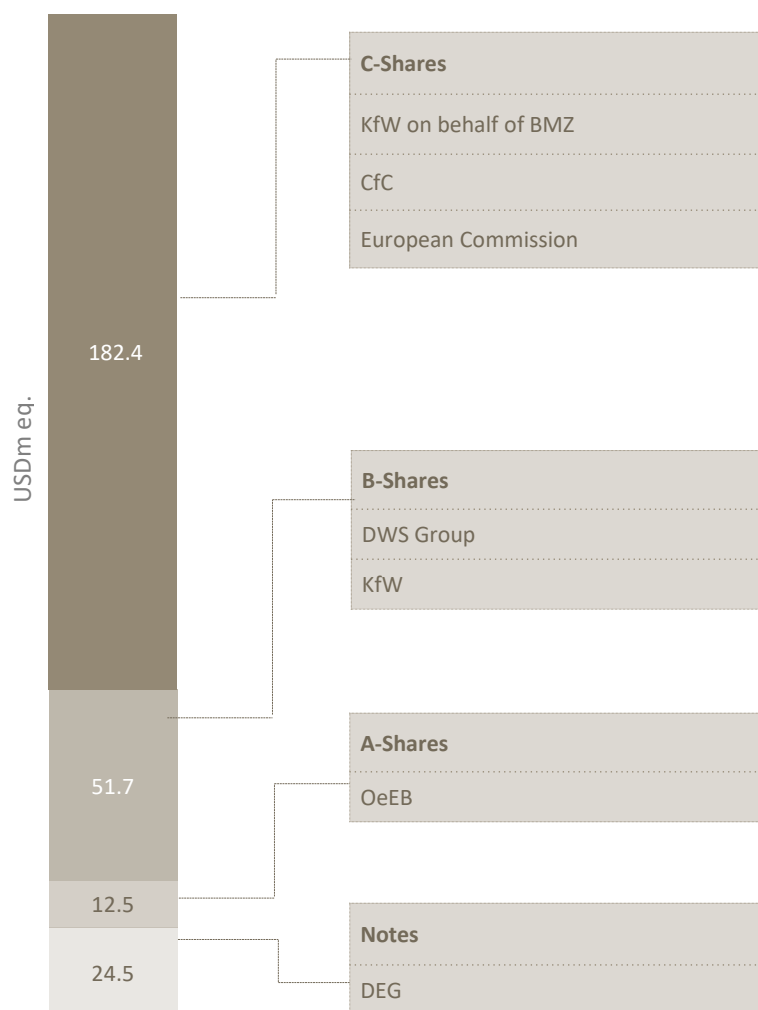 USDm eq.
182.4
51.7
12.5
24.5
C-Shares
KfW on behalf of BMZ
CfC
European Commission
B-Shares
DWS Group
KfW
A-Shares
OeEB
Notes
DEG